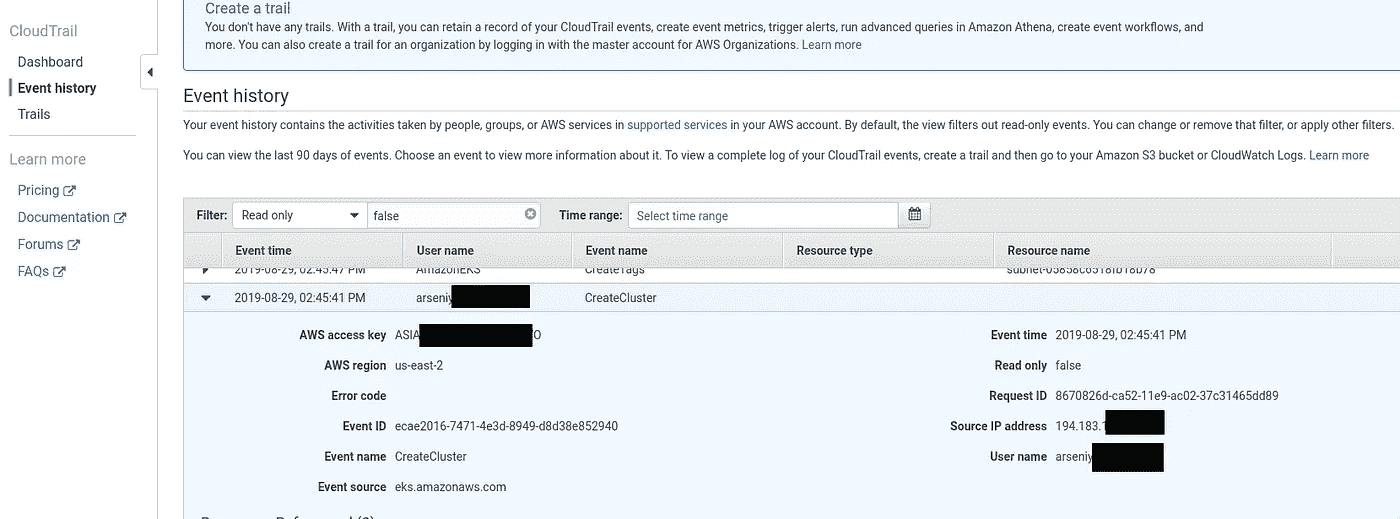 CloudTrail
Dashboard
Event history
Trails
Learn more
Pricing
Documentation
Forums
FAQs
Create a trail
You don't have any trails. With a trail, you can retain a record of your CloudTrail events, create event metrics, trigger alerts, run advanced queries in Amazon Athena, create event workflows, and
more. You can also create a trail for an organization by logging in with the master account for AWS Organizations. Learn more
Event history
Your event history contains the activities taken by people, groups, or AWS services in supported services in your AWS account. By default, the view filters out read-only events. You can change or remove that filter, or apply other filters.
You can view the last 90 days of events. Choose an event to view more information about it. To view a complete log of your CloudTrail events, create a trail and then go to your Amazon S3 bucket or CloudWatch Logs. Learn more
Filter: Read only false Time range: Select time range
Event time User name Event name Resource type Resource name
2019-08-29, 02:45:47 PM AmazonEKS CreateTags
2019-08-29, 02:45:41 PM arseniy CreateCluster
AWS access key ASIA O Event time 2019-08-29, 02:45:41 PM
AWS region us-east-2 Read only false
Error code Request ID 8670826d-ca52-11e9-ac02-37c31465dd89
Event ID ecae2016-7471-4e3d-8949-d8d38e852940 Source IP address 194.183.1
Event name CreateCluster User name arseniy
Event source eks.amazonaws.com